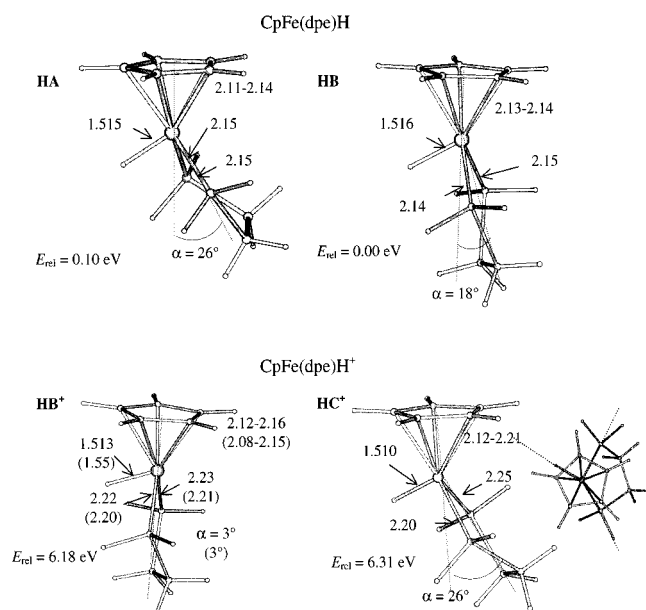 CpFe(dpe)H
HA
HB
2.11-2.14
2.13-2.14
1.515
2.15
2.15
1.516
2.15
2.14
E_rel = 0.10 eV
α = 26°
E_rel = 0.00 eV
α = 18°
CpFe(dpe)H⁺
HB⁺
HC⁺
2.12-2.16
(2.08-2.15)
2.12-2.21
1.513
(1.55)
2.23
(2.21)
1.510
2.25
2.22
(2.20)
α = 3°
(3°)
2.20
E_rel = 6.18 eV
E_rel = 6.31 eV
α = 26°